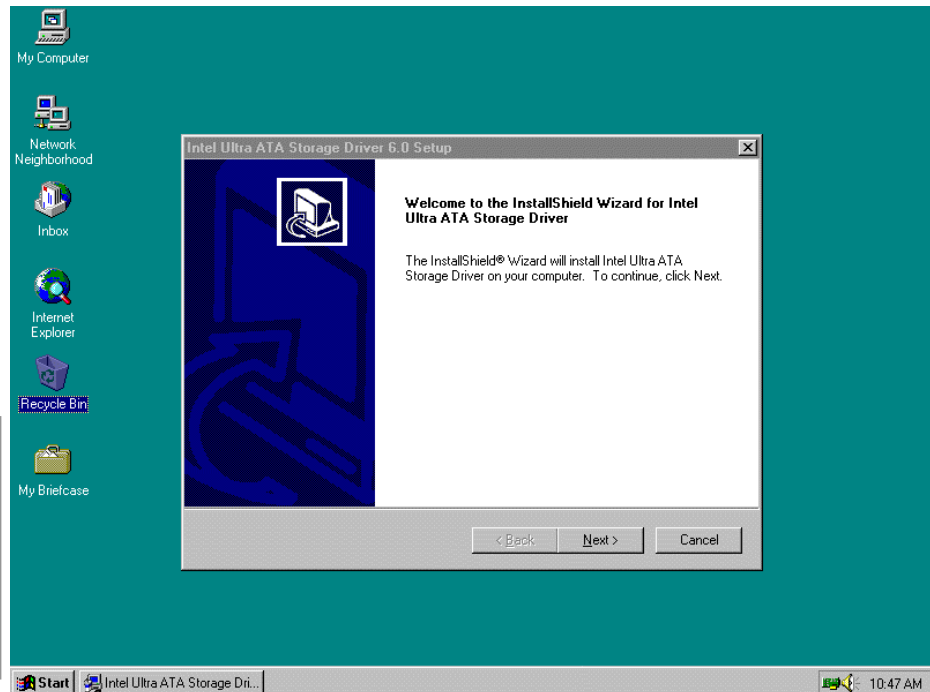 My Computer
Network
Neighborhood
Inbox
Internet
Explorer
Recycle Bin
My Briefcase
Intel Ultra ATA Storage Driver 6.0 Setup
Welcome to the InstallShield Wizard for Intel
Ultra ATA Storage Driver
The InstallShield® Wizard will install Intel Ultra ATA
Storage Driver on your computer. To continue, click Next.
< Back
Next >
Cancel
Start
Intel Ultra ATA Storage Dri...
10:47 AM